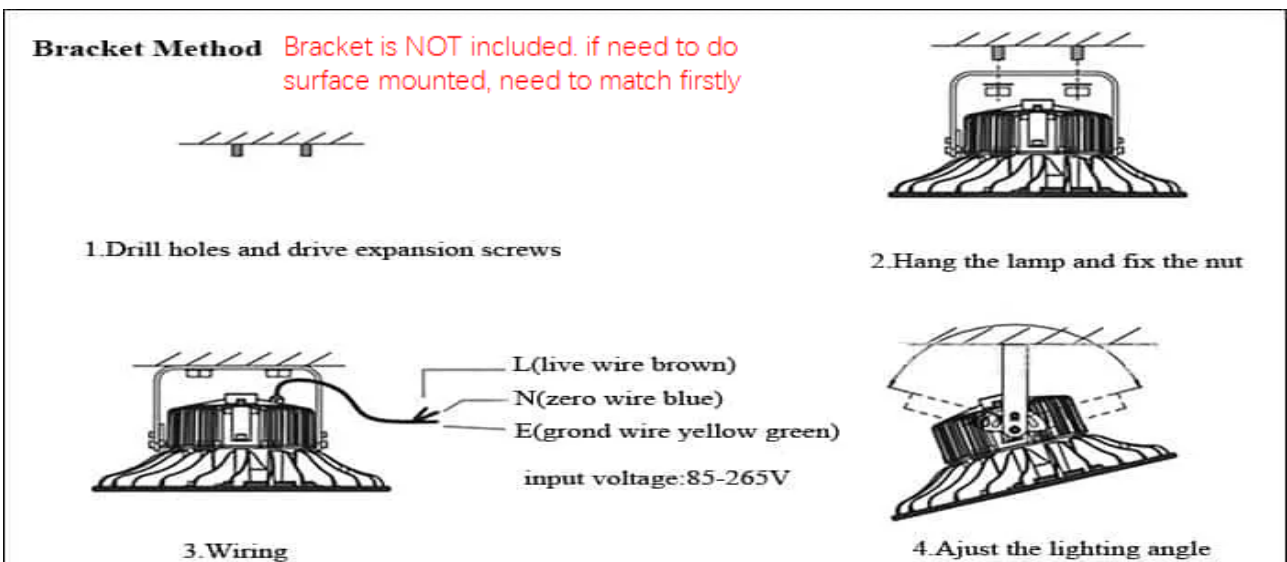 Bracket Method Bracket is NOT included. if need to do
surface mounted, need to match firstly
1.Drill holes and drive expansion screws
2.Hang the lamp and fix the nut
L(live wire brown)
N(zero wire blue)
E(grond wire yellow green)
input voltage:85-265V
3.Wiring
4.Ajust the lighting angle